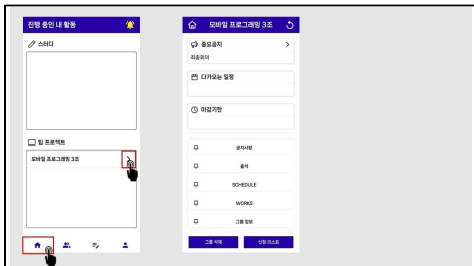 진행 중인 내 활동
스터디
팀 프로젝트
모바일 프로그래밍 3조
모바일 프로그래밍 3조
중요공지
최종회의
다가오는 일정
마감기한
공지사항
출석
SCHEDULE
WORKS
그룹 정보
그룹 삭제
신청 리스트